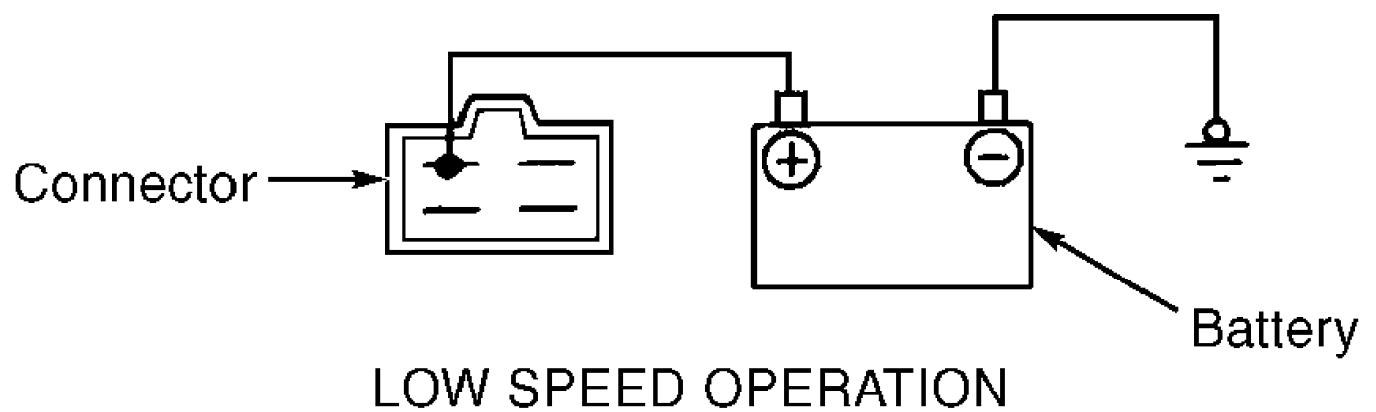 Connector
+
−
Battery
LOW SPEED OPERATION